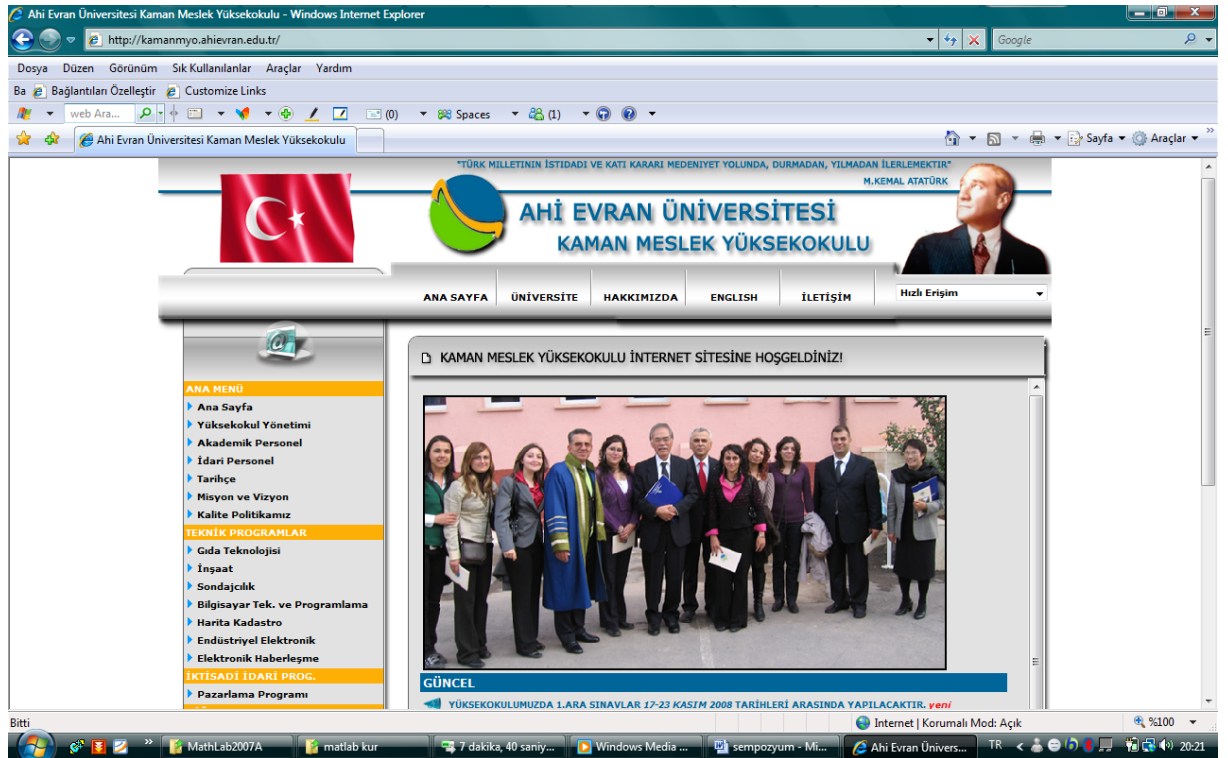 Ahi Evran Üniversitesi Kaman Meslek Yüksekokulu - Windows Internet Explorer
http://kamanmyo.ahievran.edu.tr/
Google
Dosya Düzen Görünüm Sık Kullanılanlar Araçlar Yardım
Ba Bağlantıları Özelleştir Customize Links
web Ara... (0) Spaces (1)
Ahi Evran Üniversitesi Kaman Meslek Yüksekokulu Sayfa Araçlar
"TÜRK MILLETININ İSTIDADI VE KATI KARARI MEDENIYET YOLUNDA, DURMADAN, YILMADAN İLERLEMEKTIR"
M.KEMAL ATATÜRK
AHİ EVRAN ÜNİVERSİTESİ
KAMAN MESLEK YÜKSEKOKULU
ANA SAYFA ÜNİVERSİTE HAKKIMIZDA ENGLISH İLETİŞİM Hızlı Erişim
KAMAN MESLEK YÜKSEKOKULU İNTERNET SİTESİNE HOŞGELDİNİZ!
ANA MENÜ
Ana Sayfa
Yüksekokul Yönetimi
Akademik Personel
İdari Personel
Tarihçe
Misyon ve Vizyon
Kalite Politikamız
TEKNİK PROGRAMLAR
Gıda Teknolojisi
İnşaat
Sondajcılık
Bilgisayar Tek. ve Programlama
Harita Kadastro
Endüstriyel Elektronik
Elektronik Haberleşme
İKTİSADİ İDARİ PROG.
Pazarlama Programı
GÜNCEL
YÜKSEKOKULUMUZDA 1.ARA SINAVLAR 17-23 KASIM 2008 TARİHLERİ ARASINDA YAPILACAKTIR. yeni
Bitti Internet | Korumalı Mod: Açık %100
MathLab2007A matlab kur 7 dakika, 40 saniy... Windows Media ... sempozyum - Mi... Ahi Evran Ünivers... TR 20:21